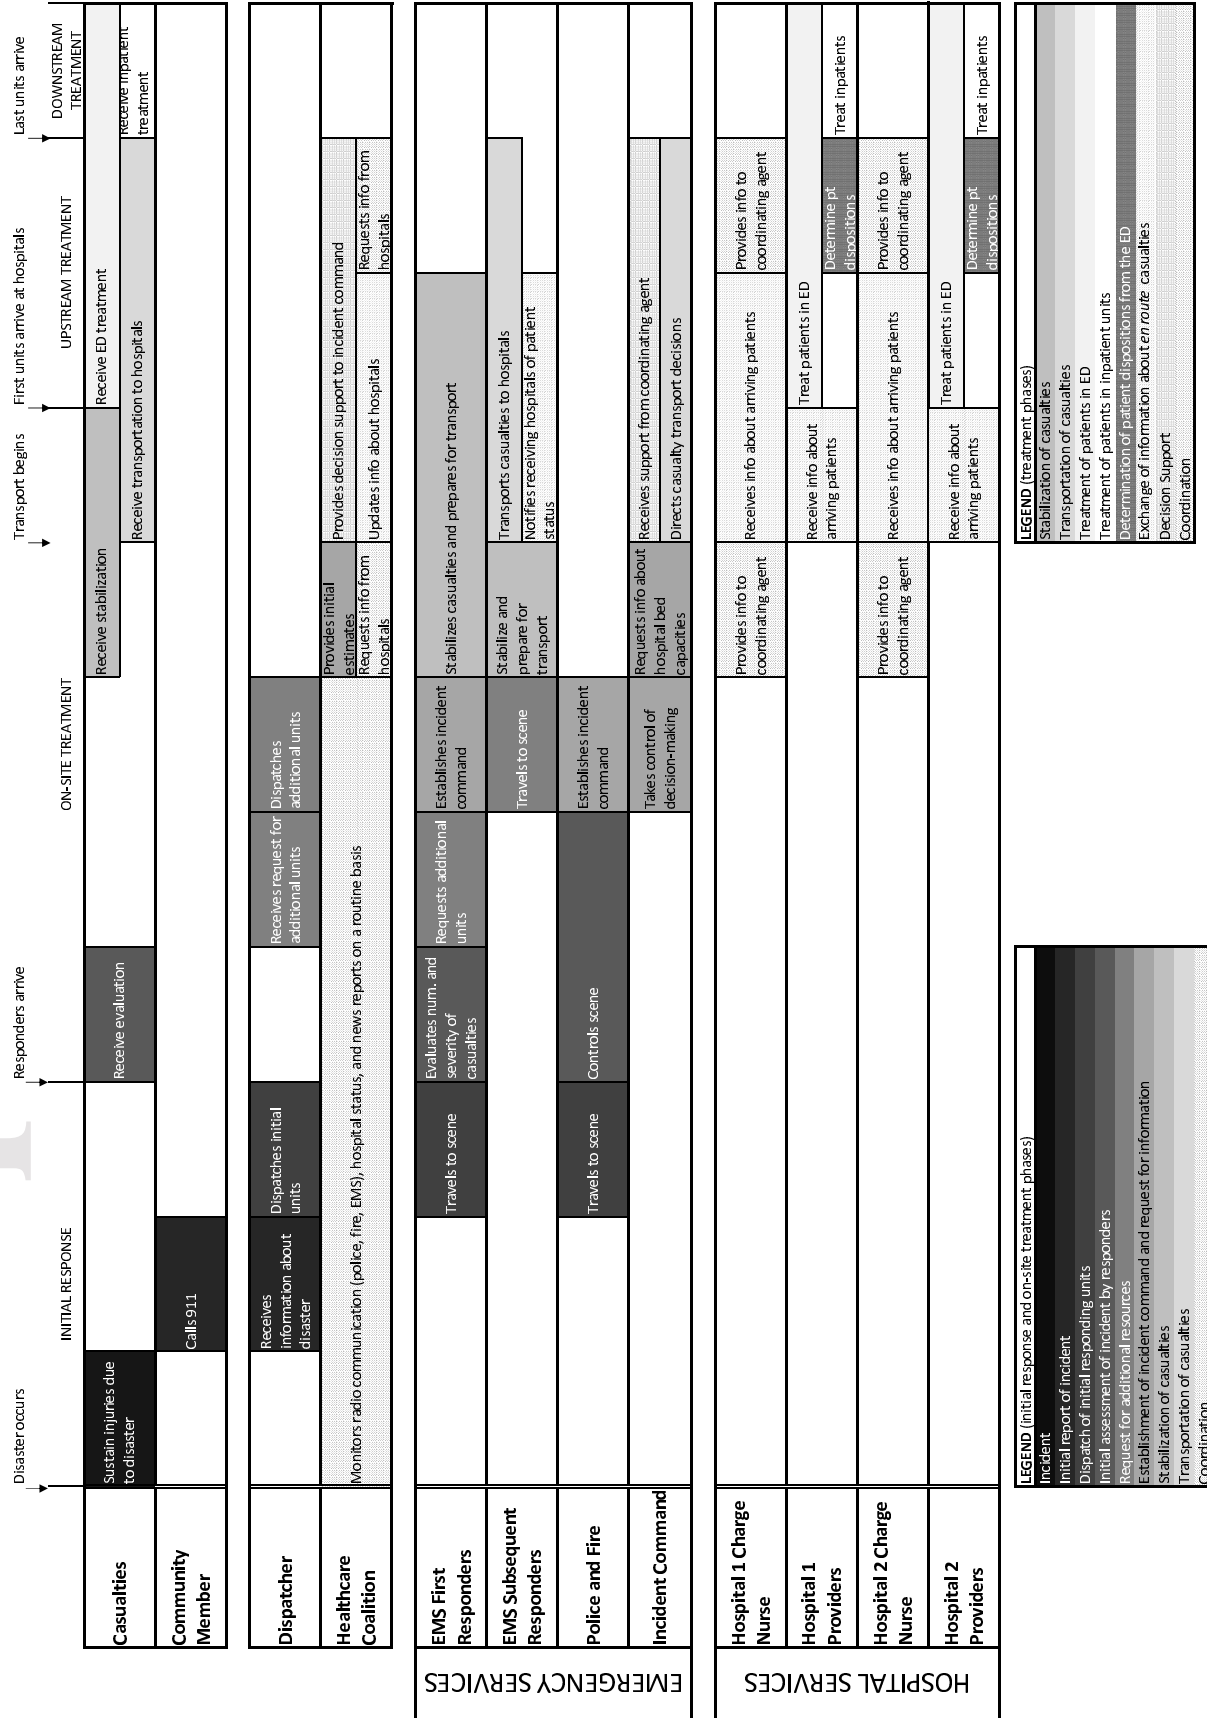 Disaster occurs
Responders arrive
Transport begins
First units arrive at hospitals
Last units arrive
INITIAL RESPONSE
ON-SITE TREATMENT
UPSTREAM TREATMENT
DOWNSTREAM
TREATMENT
Casualties
Sustain injuries due
to disaster
Receive evaluation
Receive stabilization
Receive ED treatment
Receive transportation to hospitals
Receive inpatient
treatment
Community
Member
Calls 911
Dispatcher
Receives
information about
disaster
Dispatches initial
units
Receives request for
additional units
Dispatches
additional units
Healthcare
Coalition
Monitors radio communication (police, fire, EMS), hospital status, and news reports on a routine basis
Provides initial
estimates
Requests info from
hospitals
Provides decision support to incident command
Updates info about hospitals
Requests info from
hospitals
EMERGENCY SERVICES
EMS First
Responders
Travels to scene
Evaluates num. and
severity of
casualties
Requests additional
units
Establishes incident
command
Stabilizes casualties and prepares for transport
EMS Subsequent
Responders
Travels to scene
Stabilize and
prepare for
transport
Transports casualties to hospitals
Notifies receiving hospitals of patient
status
Police and Fire
Travels to scene
Controls scene
Establishes incident
command
Incident Command
Takes control of
decision-making
Requests info about
hospital bed
capacities
Receives support from coordinating agent
Directs casualty transport decisions
HOSPITAL SERVICES
Hospital 1 Charge
Nurse
Provides info to
coordinating agent
Receives info about arriving patients
Provides info to
coordinating agent
Hospital 1
Providers
Receive info about
arriving patients
Treat patients in ED
Determine pt
dispositions
Treat inpatients
Hospital 2 Charge
Nurse
Provides info to
coordinating agent
Receives info about arriving patients
Provides info to
coordinating agent
Hospital 2
Providers
Receive info about
arriving patients
Treat patients in ED
Determine pt
dispositions
Treat inpatients
LEGEND (initial response and on-site treatment phases)
Incident
Initial report of incident
Dispatch of initial responding units
Initial assessment of incident by responders
Request for additional resources
Establishment of incident command and request for information
Stabilization of casualties
Transportation of casualties
Coordination
LEGEND (treatment phases)
Stabilization of casualties
Transportation of casualties
Treatment of patients in ED
Treatment of patients in inpatient units
Determination of patient dispositions from the ED
Exchange of information about en route casualties
Decision Support
Coordination